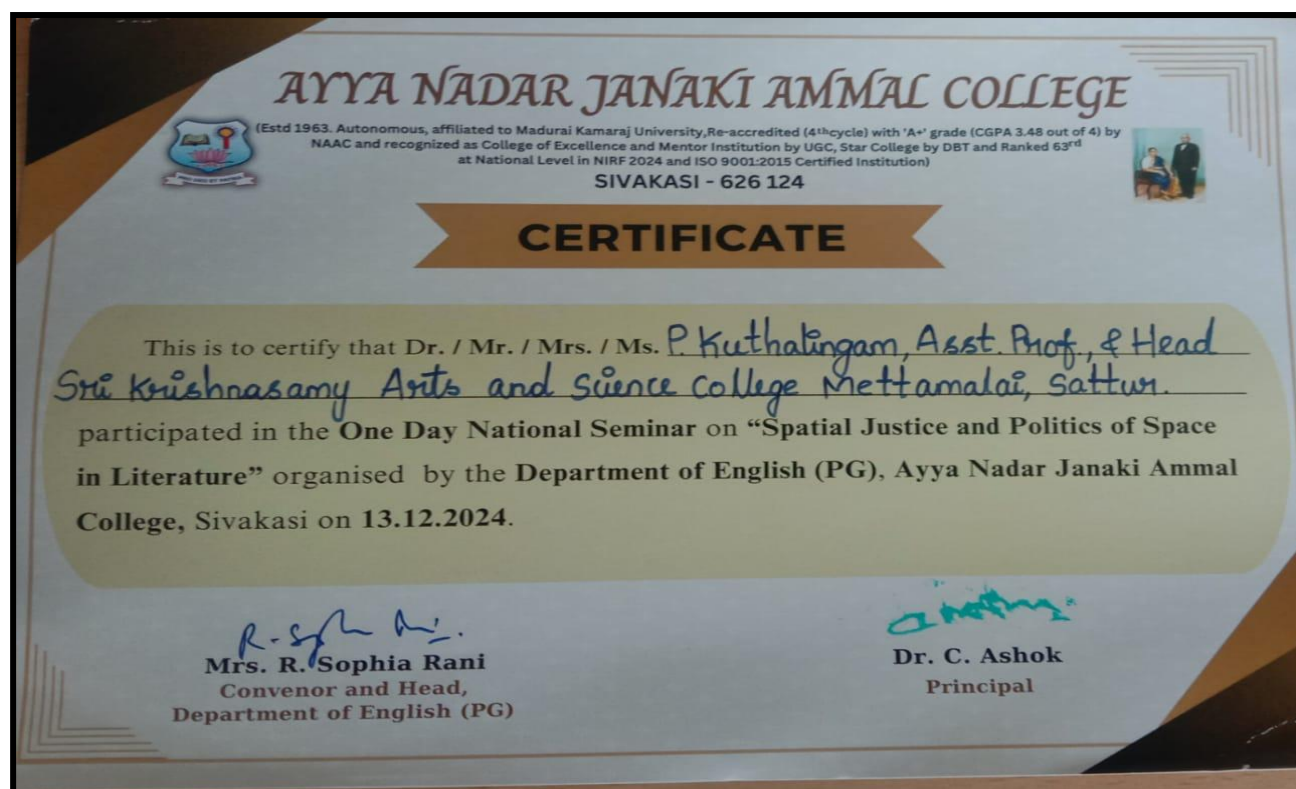 AYYA NADAR JANAKI AMMAL COLLEGE
(Estd 1963. Autonomous, affiliated to Madurai Kamaraj University,Re-accredited (4thcycle) with 'A+' grade (CGPA 3.48 out of 4) by
NAAC and recognized as College of Excellence and Mentor Institution by UGC, Star College by DBT and Ranked 63rd
at National Level in NIRF 2024 and ISO 9001:2015 Certified Institution)
SIVAKASI - 626 124
CERTIFICATE
This is to certify that Dr. / Mr. / Mrs. / Ms. P. Kuthalingam, Asst. Prof., & Head
Sri Krishnasamy Arts and Science College Mettamalai, Sattur.
participated in the One Day National Seminar on “Spatial Justice and Politics of Space
in Literature” organised by the Department of English (PG), Ayya Nadar Janaki Ammal
College, Sivakasi on 13.12.2024.
Mrs. R. Sophia Rani
Convenor and Head,
Department of English (PG)
Dr. C. Ashok
Principal